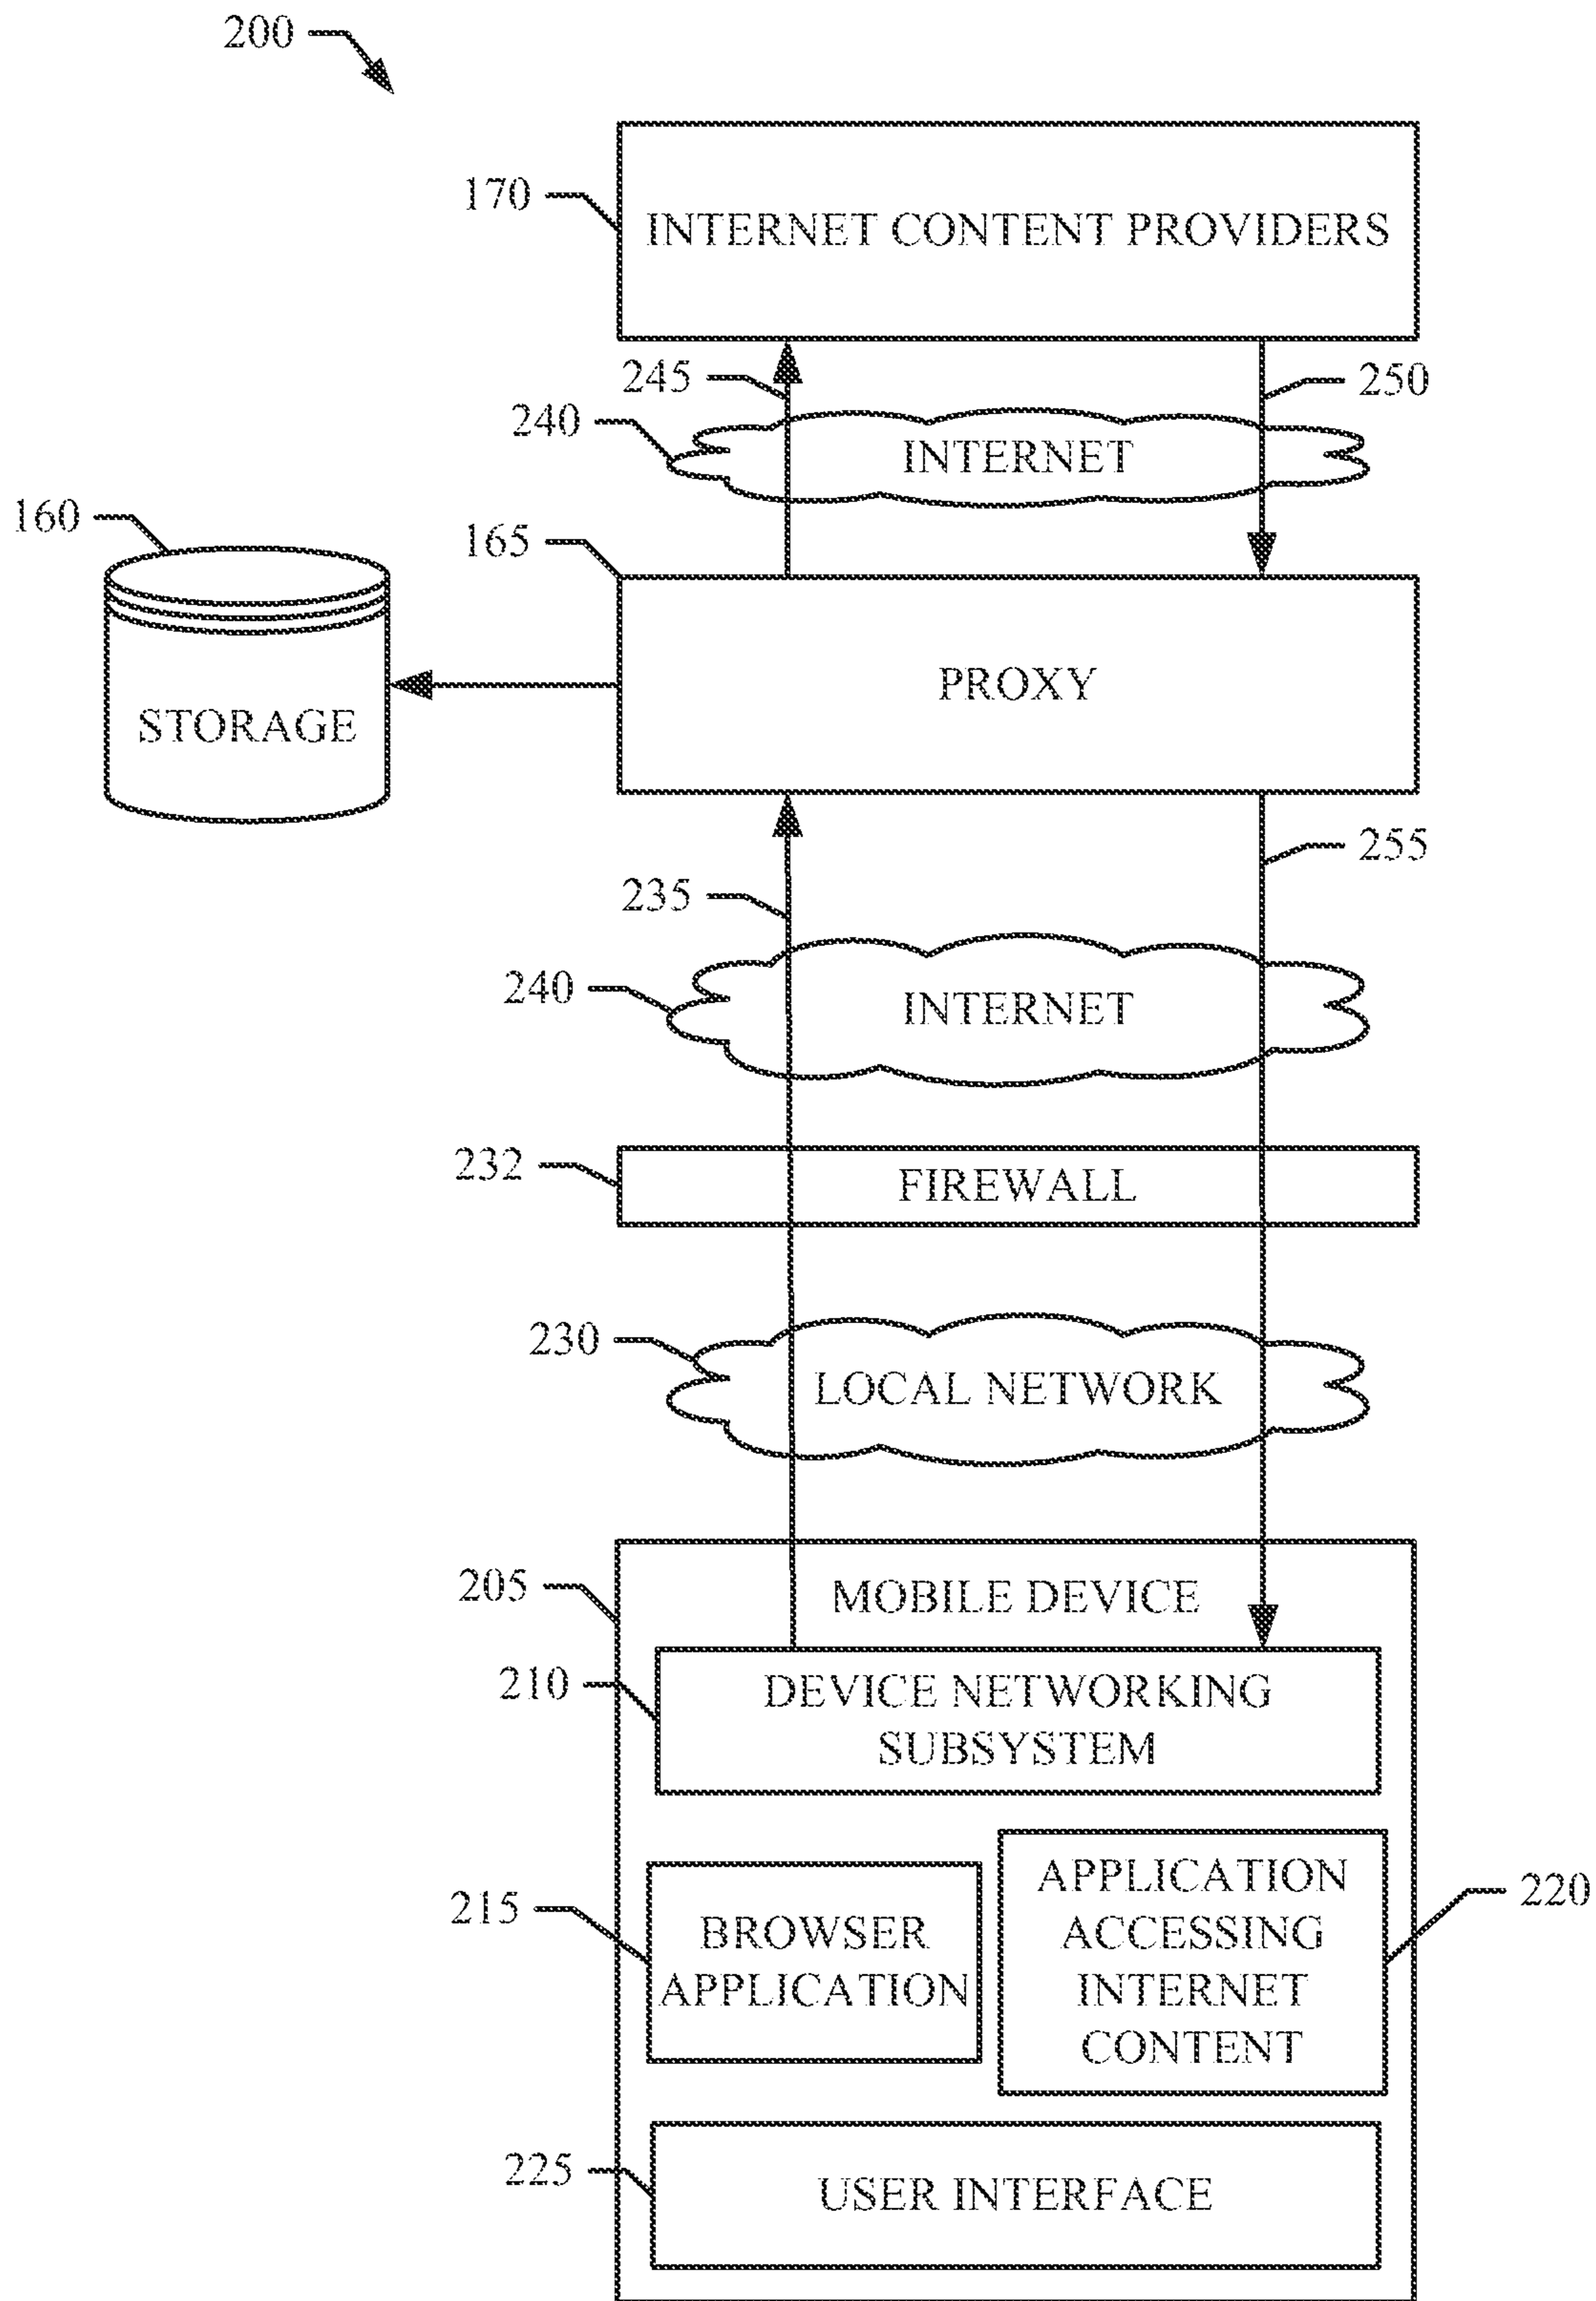 200
170
INTERNET CONTENT PROVIDERS
245
250
240
INTERNET
160
165
STORAGE
PROXY
255
235
240
INTERNET
232
FIREWALL
230
LOCAL NETWORK
205
MOBILE DEVICE
210
DEVICE NETWORKING
SUBSYSTEM
215
BROWSER
APPLICATION
APPLICATION
ACCESSING
INTERNET
CONTENT
220
225
USER INTERFACE